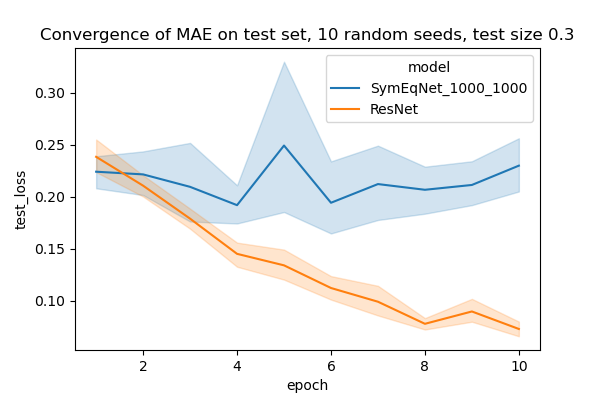 Convergence of MAE on test set, 10 random seeds, test size 0.3
model
SymEqNet_1000_1000
ResNet
test_loss
0.30
0.25
0.20
0.15
0.10
2 4 6 8 10
epoch